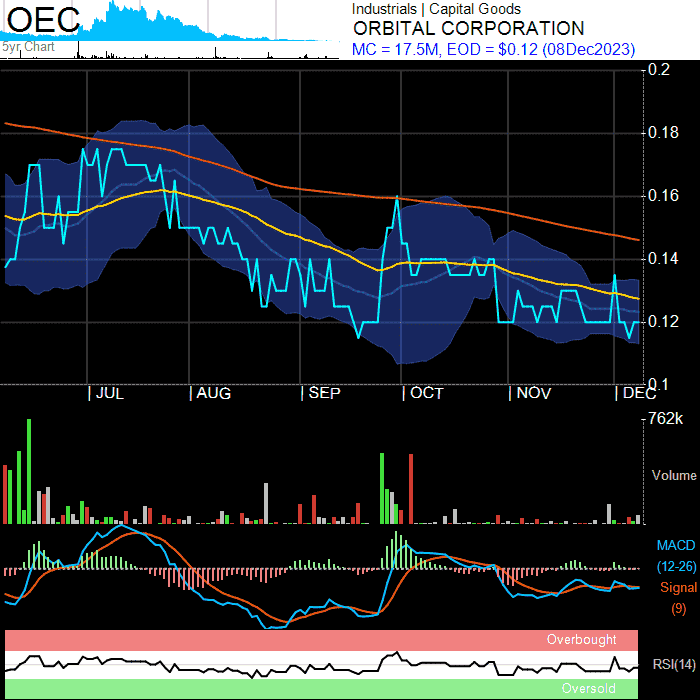 OEC
5yr. Chart
Industrials | Capital Goods
ORBITAL CORPORATION
MC = 17.5M, EOD = $0.12 (08Dec2023)
0.2
0.18
0.16
0.14
0.12
0.1
| JUL | AUG | SEP | OCT | NOV | DEC
-762k
Volume
MACD
(12-26)
Signal
(9)
Overbought
RSI(14)
Oversold